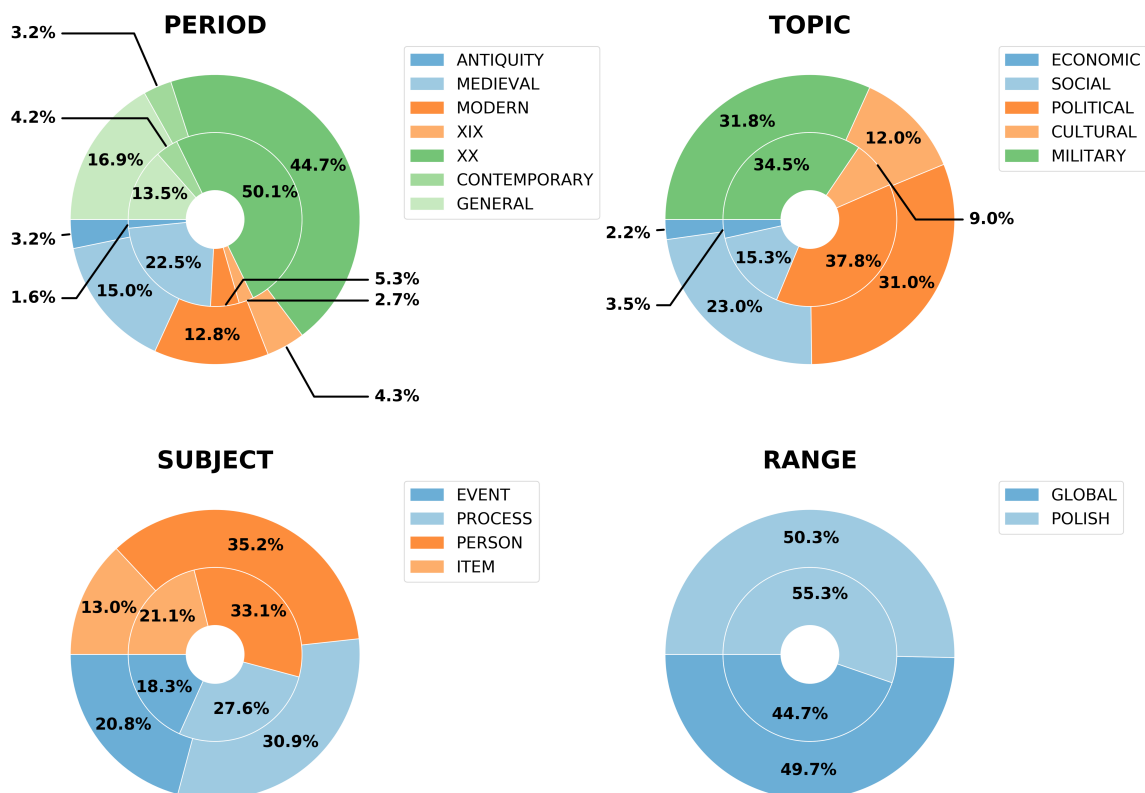 PERIOD
3.2%
4.2%
16.9%
13.5%
44.7%
50.1%
3.2%
1.6%
22.5%
15.0%
12.8%
5.3%
2.7%
4.3%
ANTIQUITY
MEDIEVAL
MODERN
XIX
XX
CONTEMPORARY
GENERAL
TOPIC
31.8%
34.5%
12.0%
9.0%
2.2%
3.5%
15.3%
23.0%
37.8%
31.0%
ECONOMIC
SOCIAL
POLITICAL
CULTURAL
MILITARY
SUBJECT
35.2%
13.0%
21.1%
33.1%
18.3%
20.8%
27.6%
30.9%
EVENT
PROCESS
PERSON
ITEM
RANGE
50.3%
55.3%
44.7%
49.7%
GLOBAL
POLISH